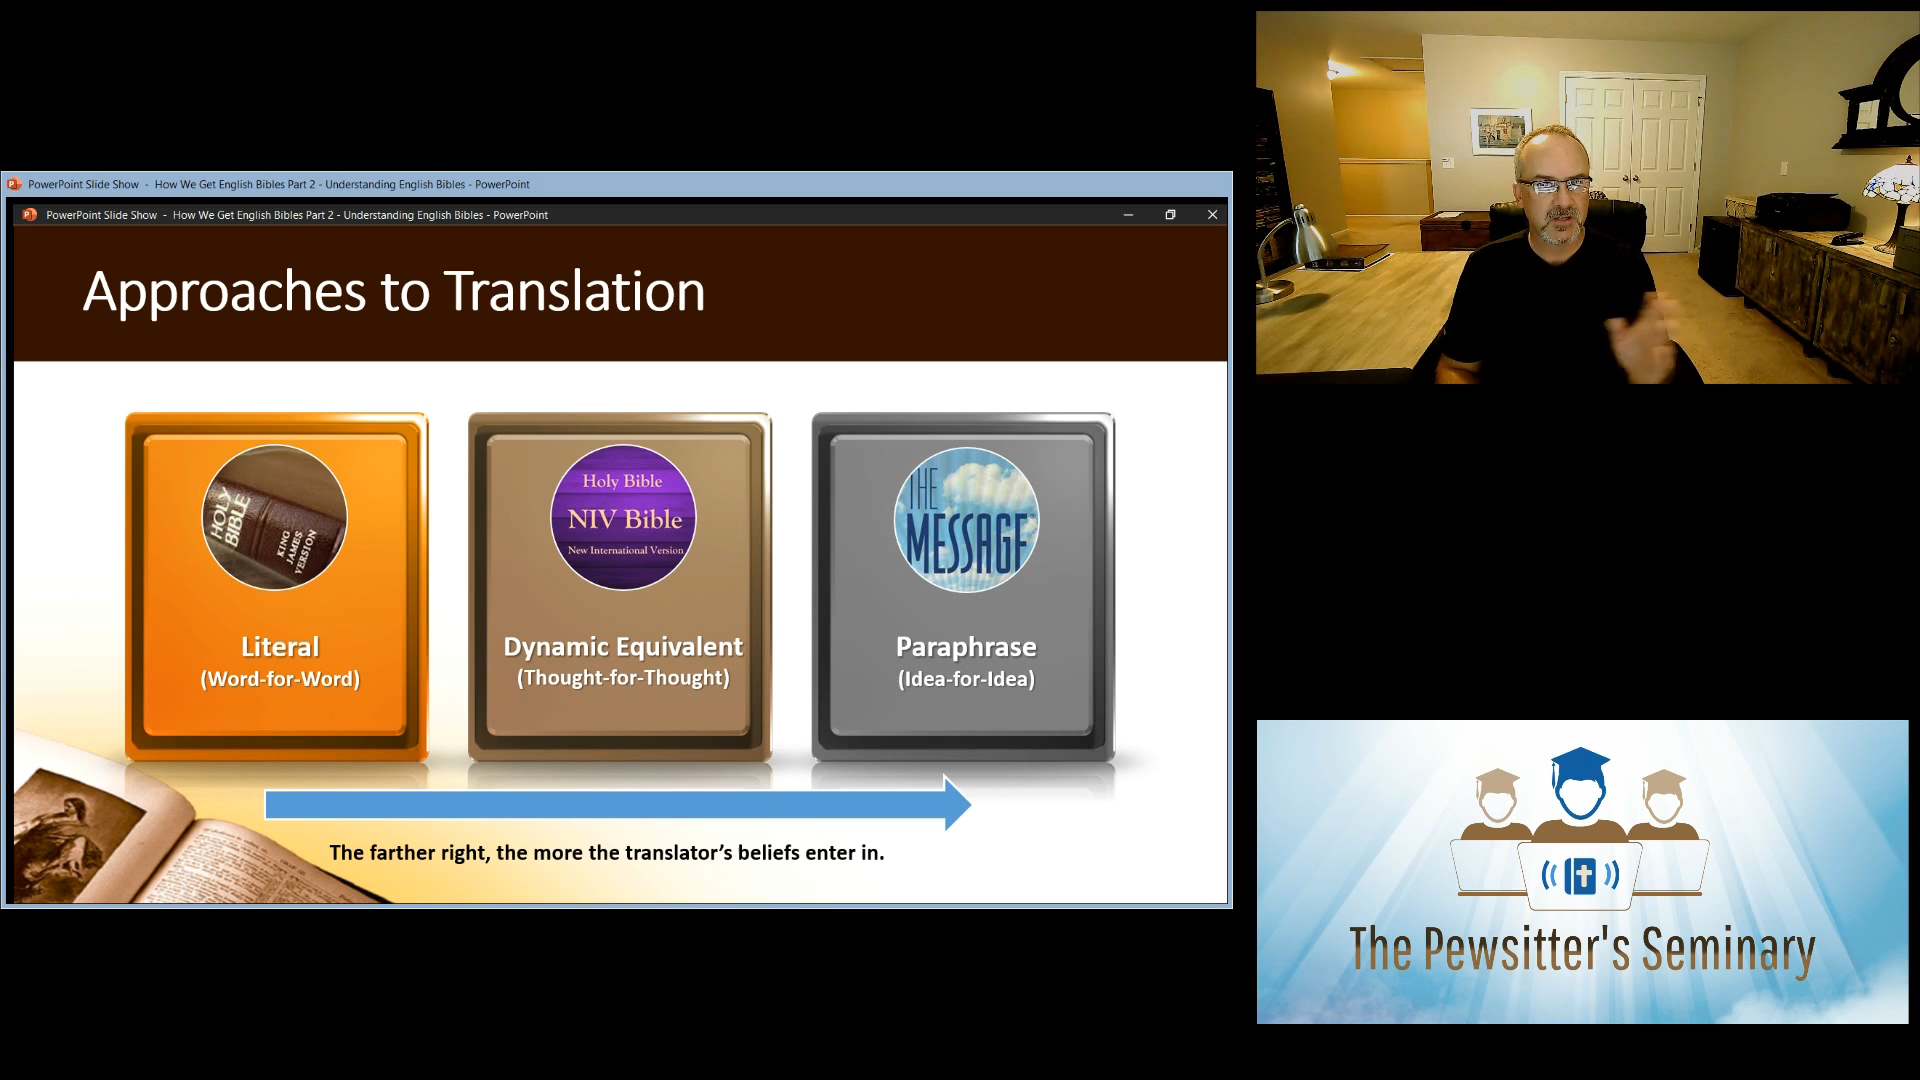 PowerPoint Slide Show - How We Get English Bibles Part 2 - Understanding English Bibles - PowerPoint
PowerPoint Slide Show - How We Get English Bibles Part 2 - Understanding English Bibles - PowerPoint
Approaches to Translation
HOLY
BIBLE
KING
JAMES
VERSION
Literal
(Word-for-Word)
Holy Bible
NIV Bible
New International Version
Dynamic Equivalent
(Thought-for-Thought)
THE
MESSAGE
Paraphrase
(Idea-for-Idea)
The farther right, the more the translator's beliefs enter in.
The Pewsitter's Seminary